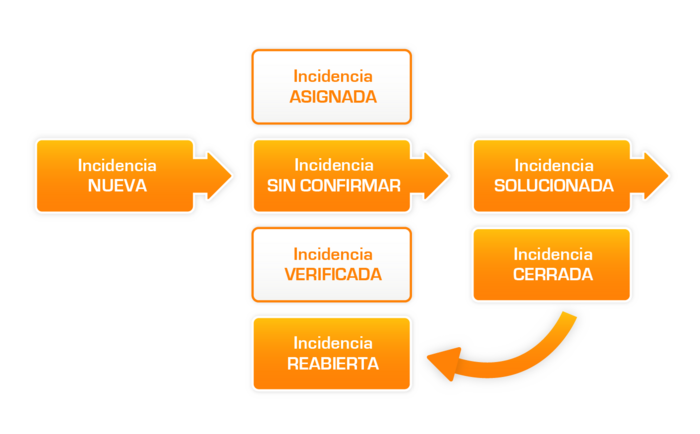 Incidencia
ASIGNADA
Incidencia
NUEVA
Incidencia
SIN CONFIRMAR
Incidencia
SOLUCIONADA
Incidencia
VERIFICADA
Incidencia
CERRADA
Incidencia
REABIERTA